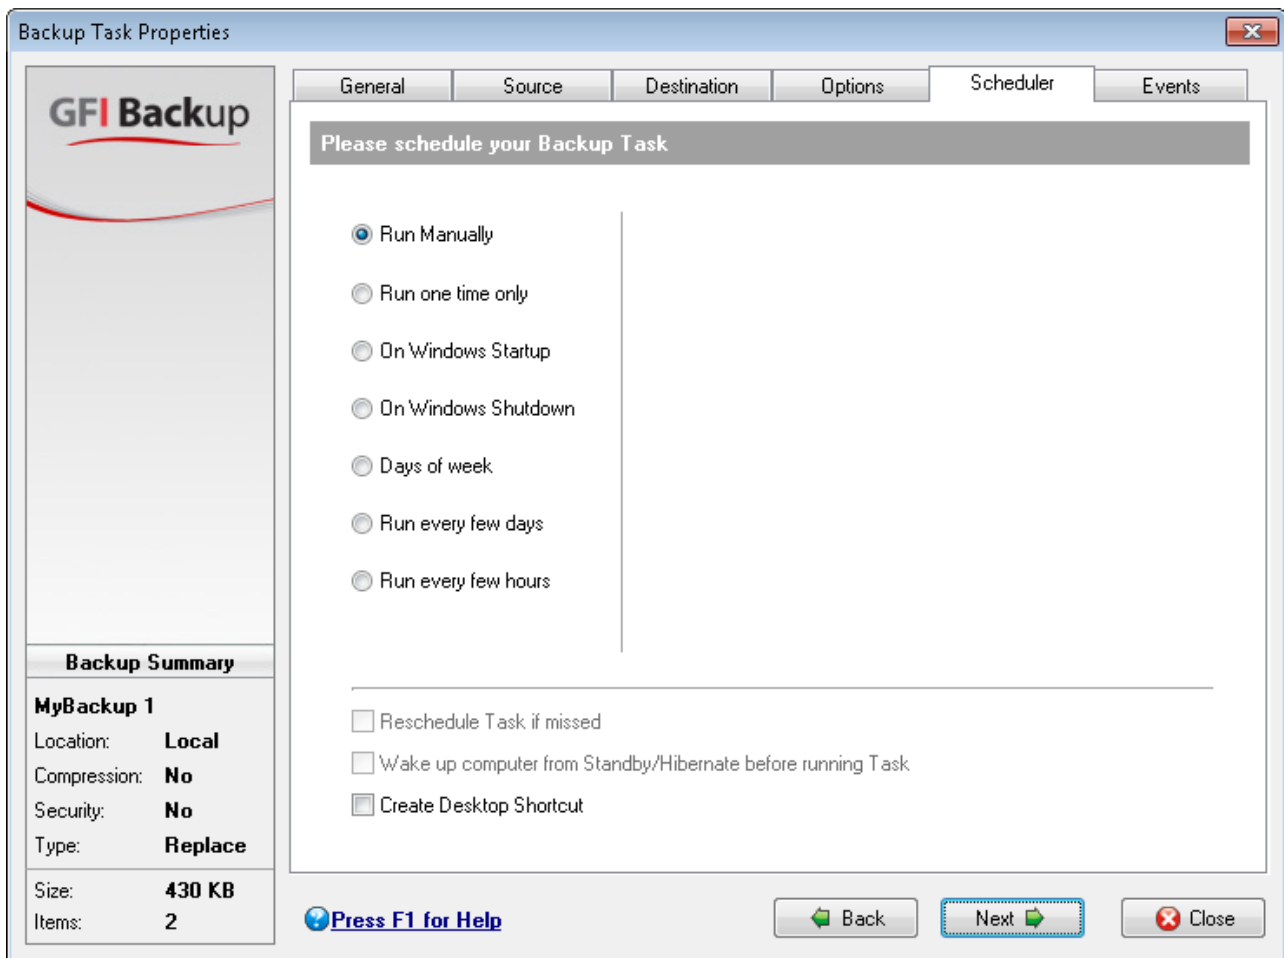 Backup Task Properties
GFI Backup
General Source Destination Options Scheduler Events
Please schedule your Backup Task
Run Manually
Run one time only
On Windows Startup
On Windows Shutdown
Days of week
Run every few days
Run every few hours
Reschedule Task if missed
Wake up computer from Standby/Hibernate before running Task
Create Desktop Shortcut
Backup Summary
MyBackup 1
Location: Local
Compression: No
Security: No
Type: Replace
Size: 430 KB
Items: 2
Press F1 for Help
Back Next Close